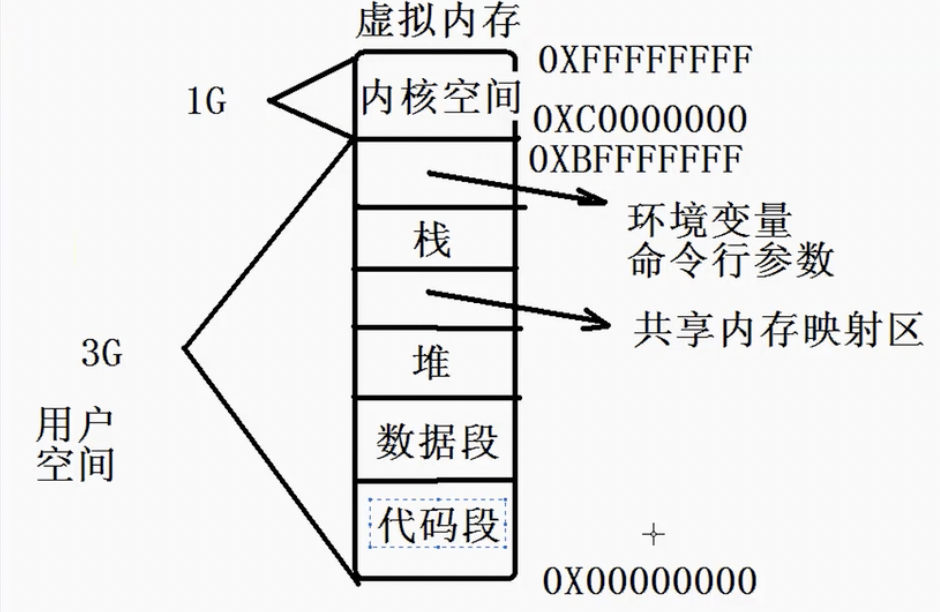 虚拟内存
0XFFFFFFFF
1G
内核空间
0XC0000000
0XBFFFFFFF
环境变量
命令行参数
栈
共享内存映射区
3G
堆
用户
空间
数据段
代码段
0X00000000